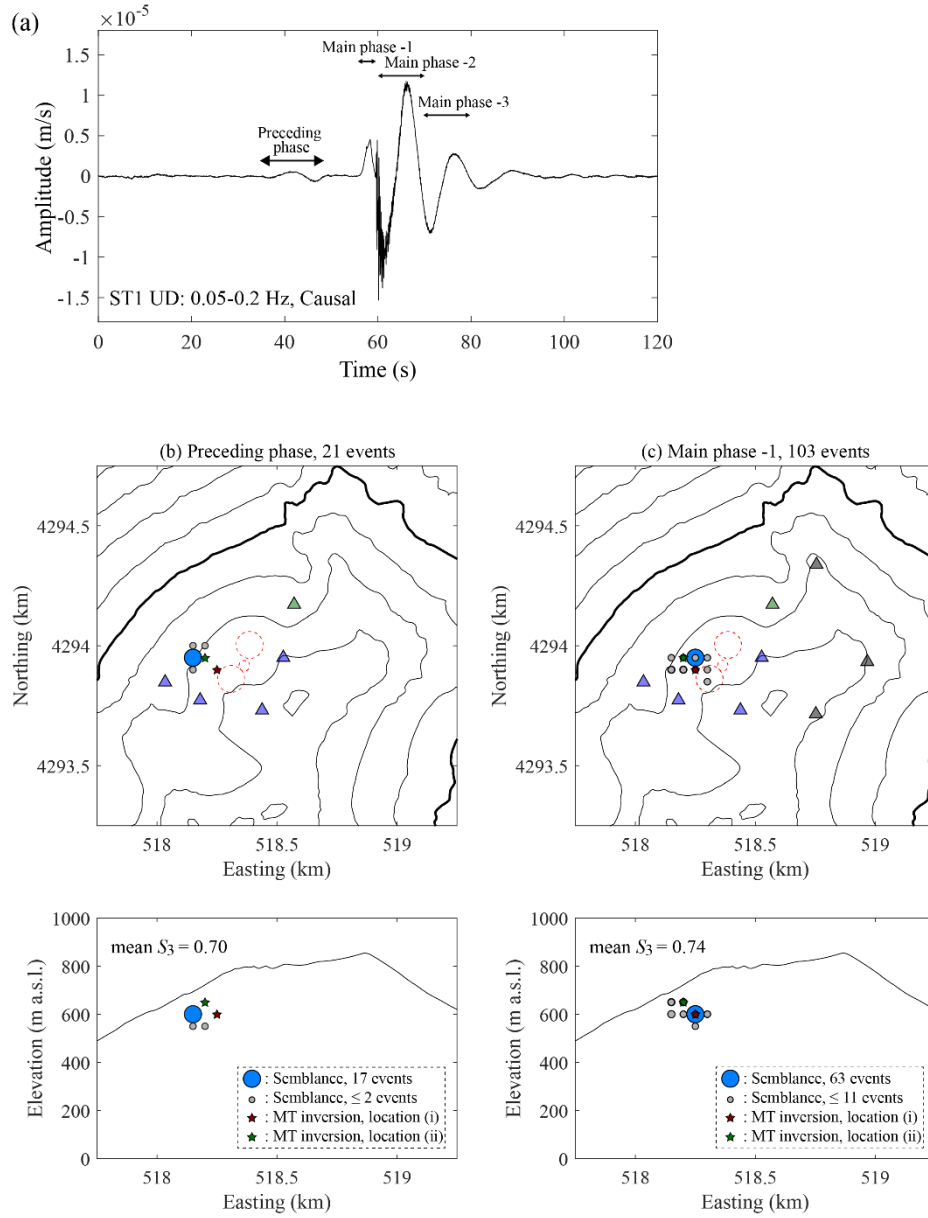 (a)
×10⁻⁵
1.5
1
0.5
0
-0.5
-1
-1.5
Amplitude (m/s)
Main phase -1
Main phase -2
Main phase -3
Preceding
phase
ST1 UD: 0.05-0.2 Hz, Causal
0 20 40 60 80 100 120
Time (s)
(b) Preceding phase, 21 events
4294.5
4294
4293.5
Northing (km)
518 518.5 519
Easting (km)
(c) Main phase -1, 103 events
4294.5
4294
4293.5
Northing (km)
518 518.5 519
Easting (km)
1000
800
600
400
200
0
Elevation (m a.s.l.)
mean S₃ = 0.70
: Semblance, 17 events
: Semblance, ≤ 2 events
: MT inversion, location (i)
: MT inversion, location (ii)
518 518.5 519
Easting (km)
1000
800
600
400
200
0
Elevation (m a.s.l.)
mean S₃ = 0.74
: Semblance, 63 events
: Semblance, ≤ 11 events
: MT inversion, location (i)
: MT inversion, location (ii)
518 518.5 519
Easting (km)